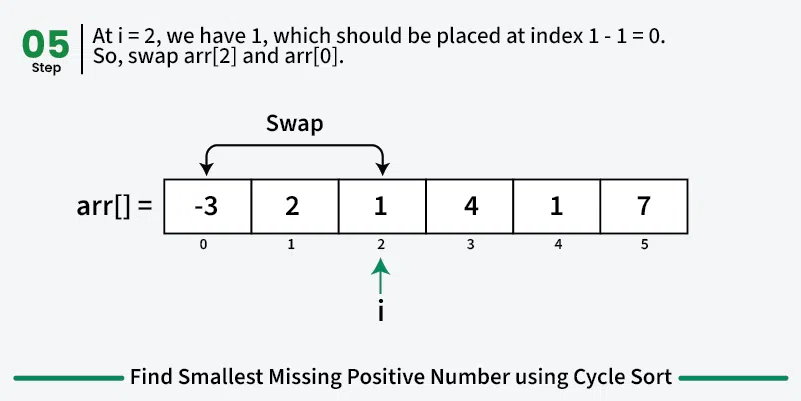 05
Step
At i = 2, we have 1, which should be placed at index 1 - 1 = 0.
So, swap arr[2] and arr[0].
Swap
arr[] = -3 2 1 4 1 7
0 1 2 3 4 5
i
Find Smallest Missing Positive Number using Cycle Sort